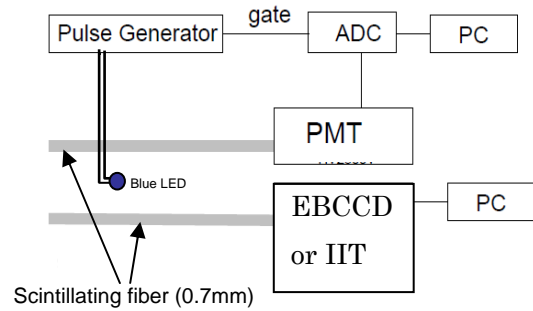 gate
Pulse Generator
ADC
PC
PMT
Blue LED
EBCCD
or IIT
PC
Scintillating fiber (0.7mm)